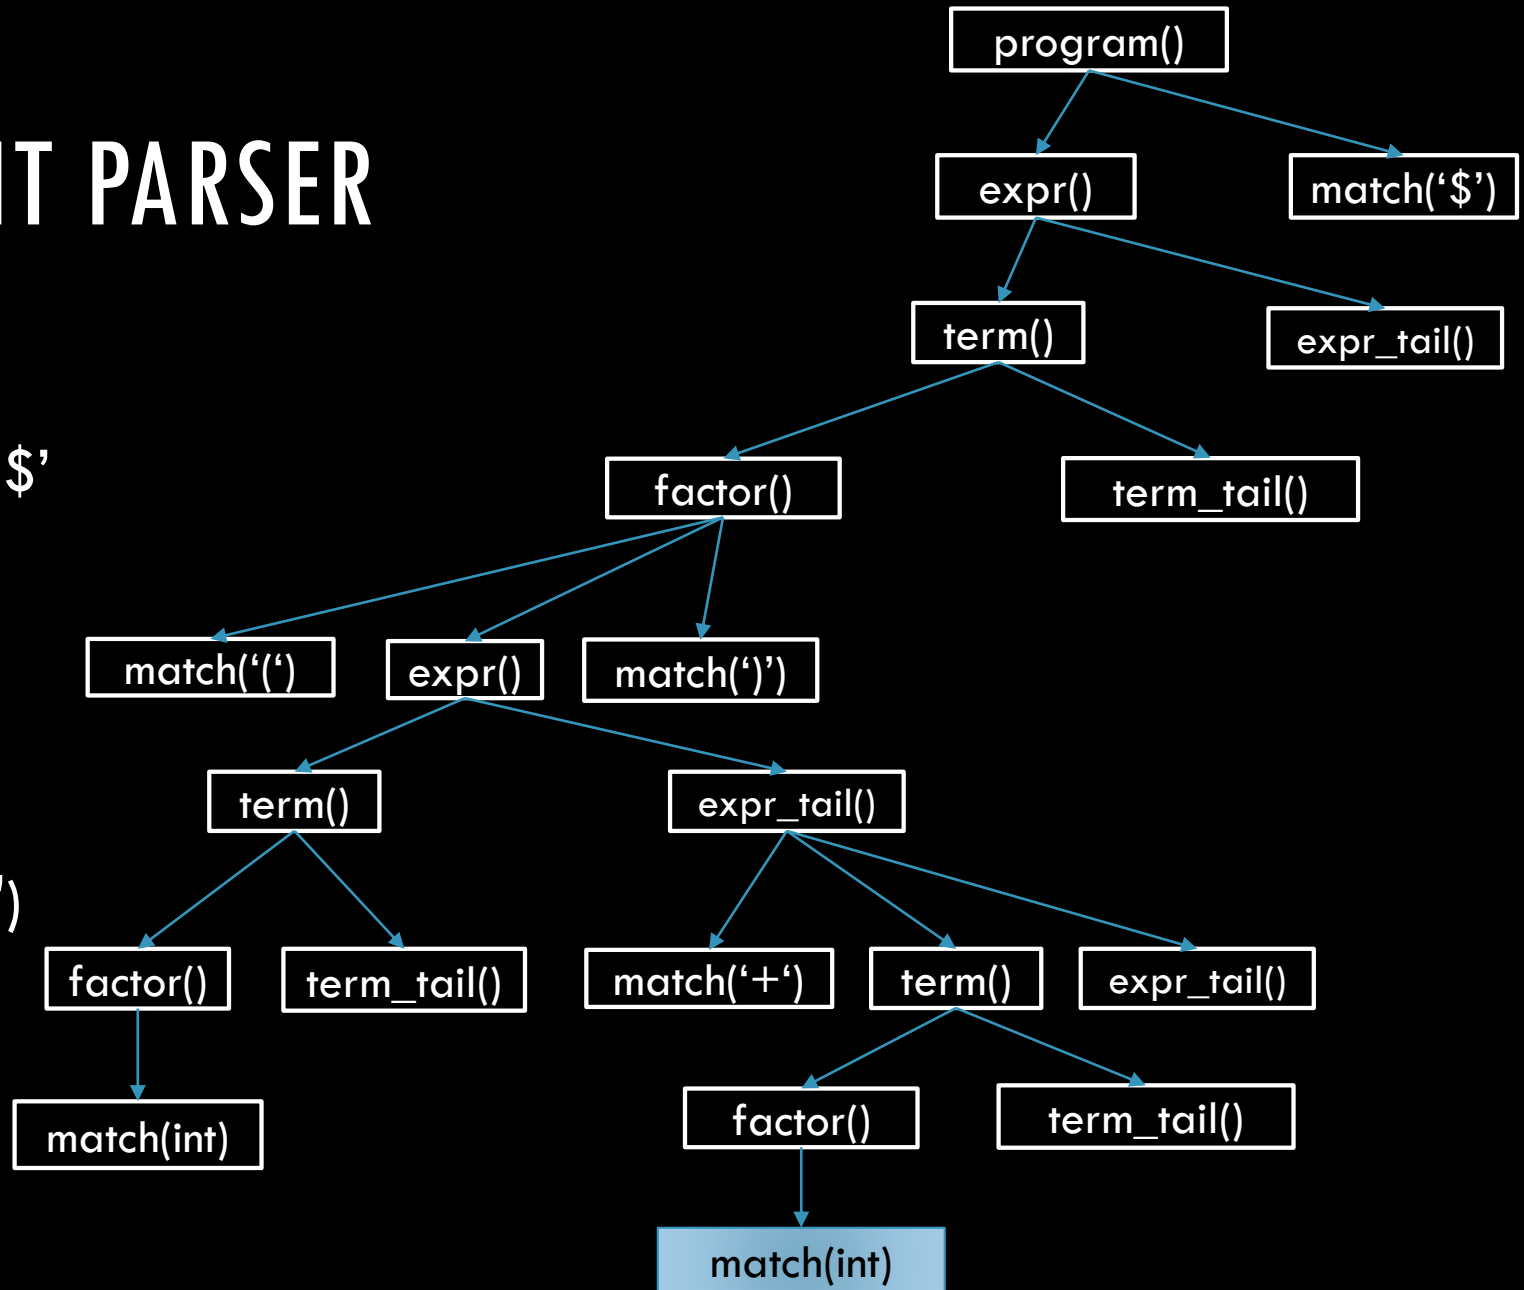 program()
NT PARSER
expr()
match(‘$’)
term()
expr_tail()
$’
factor()
term_tail()
match(‘(‘)
expr()
match(‘)’)
term()
expr_tail()
’)
factor()
term_tail()
match(‘+‘)
term()
expr_tail()
match(int)
factor()
term_tail()
match(int)